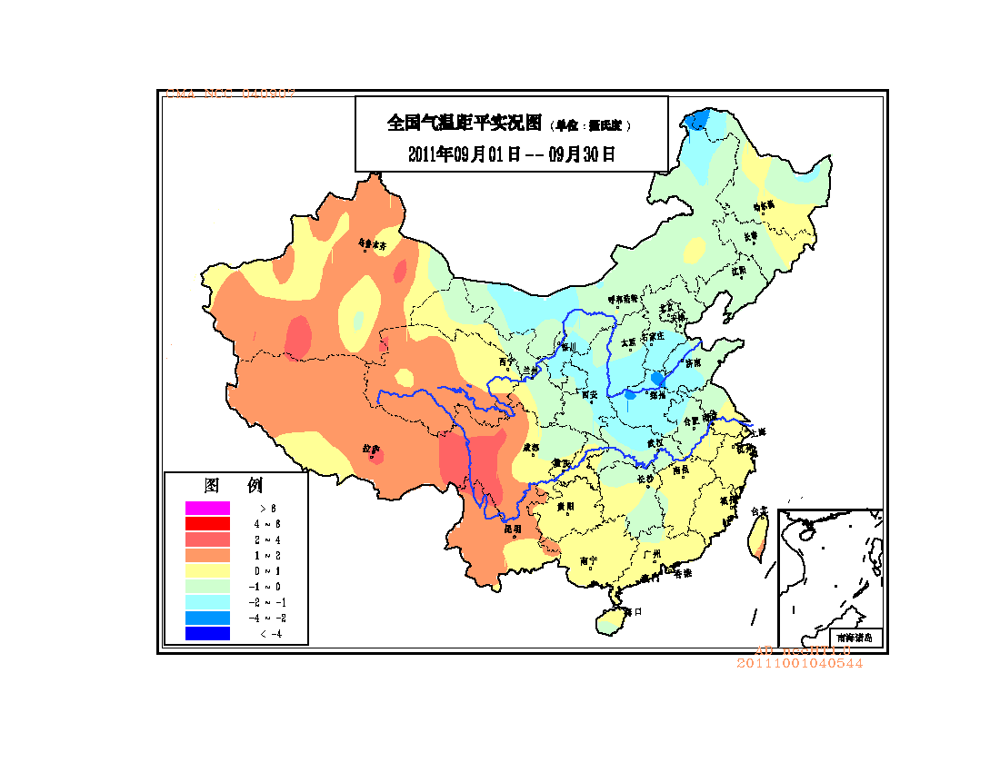 CMA NCC 040907
全国气温距平实况图 (单位:摄氏度)
2011年09月01日 -- 09月30日
哈尔滨
长春
乌鲁木齐
沈阳
呼和浩特
北京
天津
石家庄
太原
银川
济南
西宁
兰州
西安
郑州
合肥
南京
上海
拉萨
成都
武汉
杭州
重庆
南昌
长沙
贵阳
福州
台北
昆明
南宁
广州
澳门
香港
海口
图 例
> 6
4 ~ 6
2 ~ 4
1 ~ 2
0 ~ 1
-1 ~ 0
-2 ~ -1
-4 ~ -2
< -4
南海诸岛
20111001040544